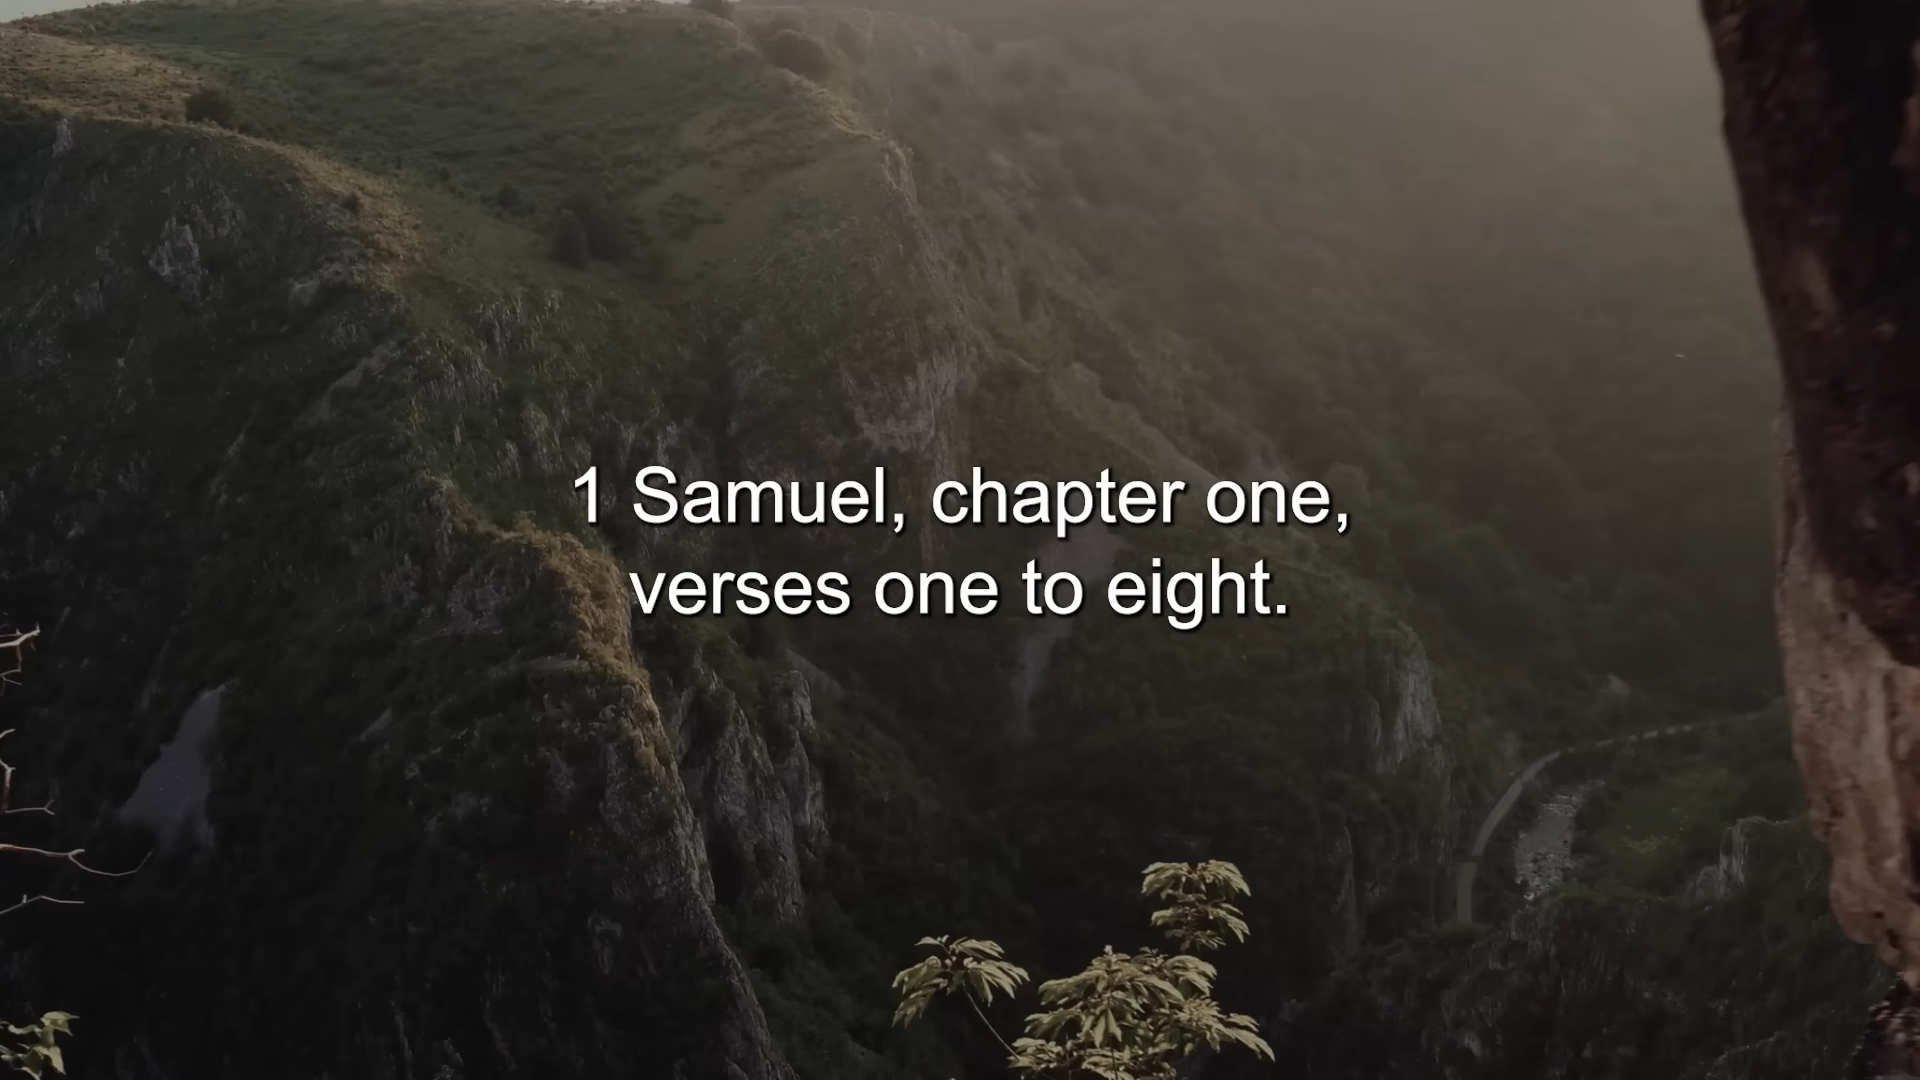 1 Samuel, chapter one,
verses one to eight.